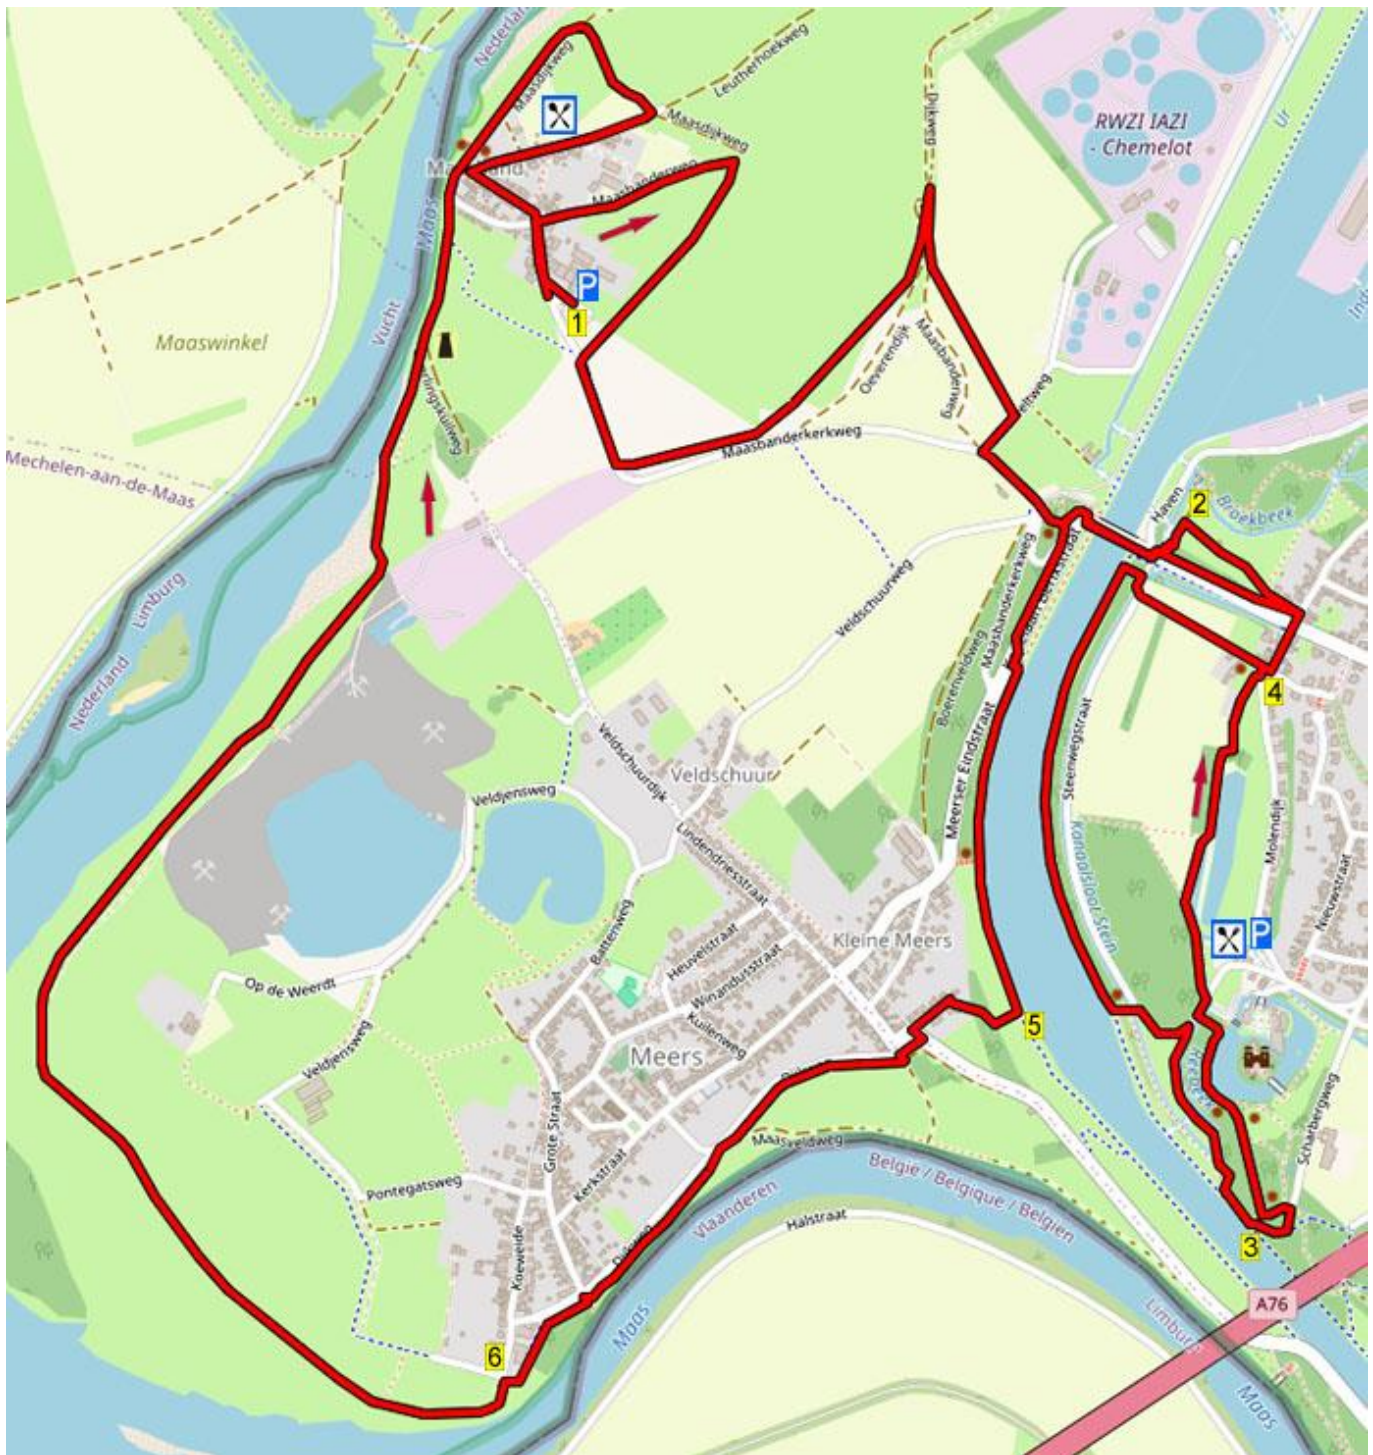 Nederland
Maasdijkweg
Leutherhoekweg
Maasdijkweg
Dijkweg
RWZI IAZI
- Chemelot
Ur
Maasbanderweg
Maas
P
1
Vucht
Maaswinkel
Oeverendijk
Maasbanderweg
Maasbanderkerkweg
Mechelen-aan-de-Maas
Haven
2
Broekbeek
Limburg
Nederland
Veldschuurweg
Maasbanderkerkweg
Boerenveldweg
4
Steenwegstraat
Veldschuurdijk
Veldschuur
Meerser Eindstraat
Veldjensweg
Molendijk
Lindendriesstraat
Kanaalsloot Stein
Nieuwstraat
Battenweg
Heuvelstraat
Kleine Meers
P
Winandusstraat
Op de Weerdt
Kuilenweg
5
Meers
Veldjensweg
Scharbergweg
Grote Straat
Maasveldweg
Kerkstraat
België / Belgique / Belgien
Pontegatsweg
Vlaanderen
Halstraat
3
Koeweide
A76
Maas
6
Maas